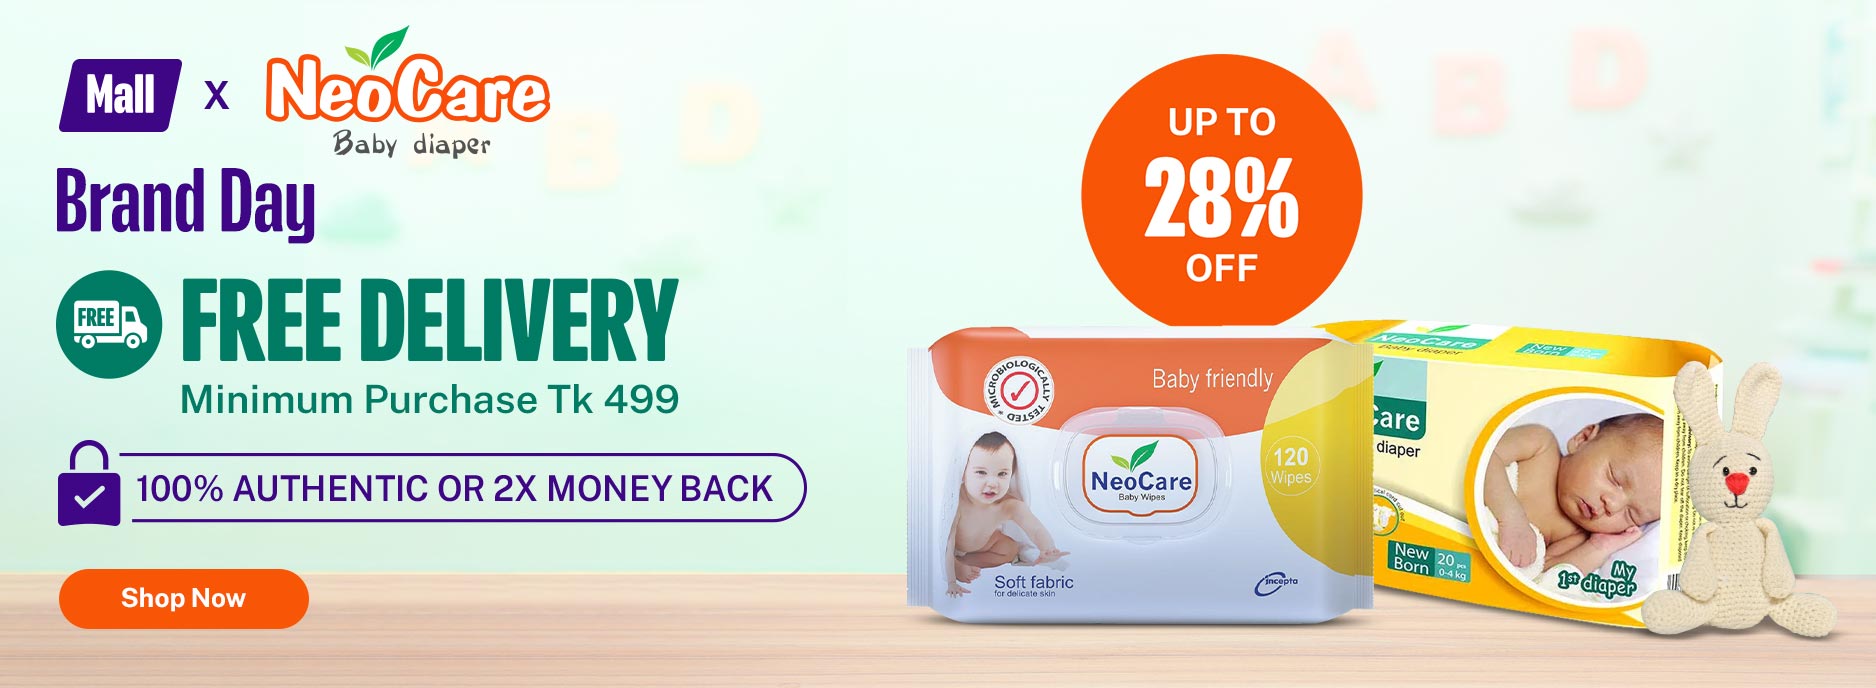 Mall x NeoCare
Baby diaper
Brand Day
FREE
FREE DELIVERY
Minimum Purchase Tk 499
100% AUTHENTIC OR 2X MONEY BACK
Shop Now
UP TO
28%
OFF
MICROBIOLOGICALLY TESTED
Baby friendly
120
Wipes
NeoCare
Baby Wipes
Soft fabric
for delicate skin
incepta
NeoCare
Baby diaper
New
Born
Care
diaper
New
Born
20 pcs
0-4 kg
My
1st diaper
A B D